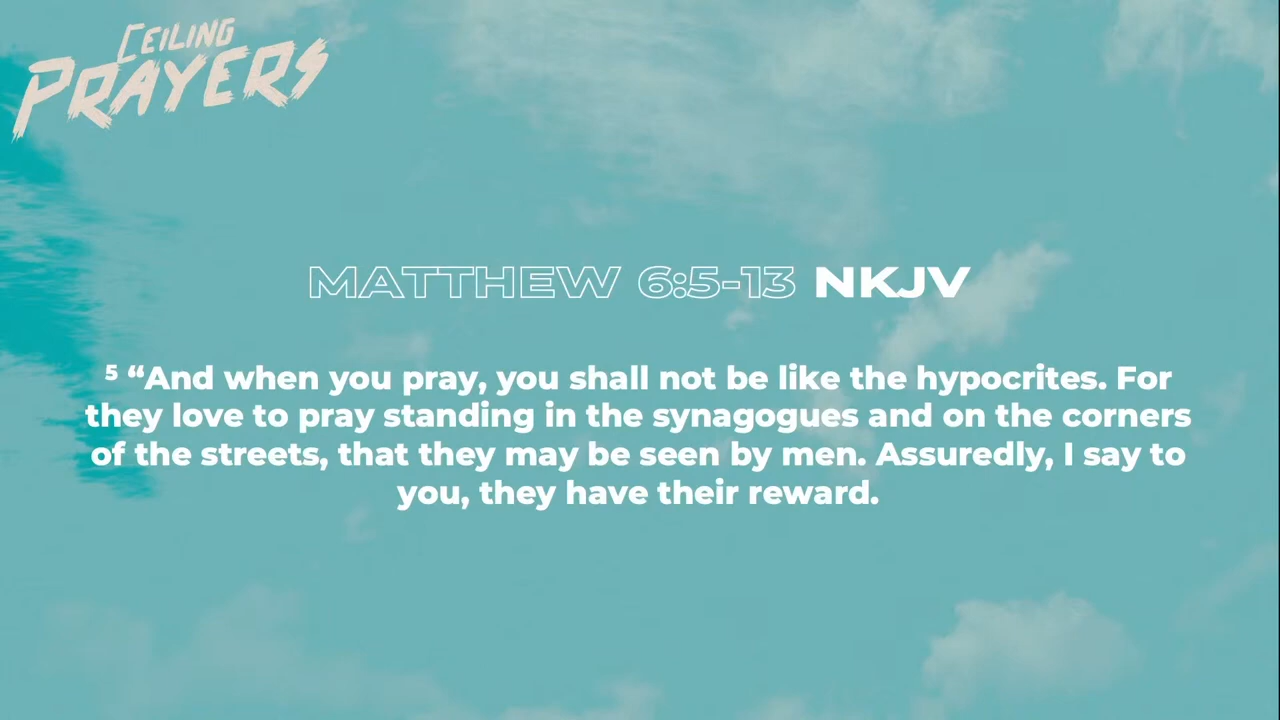 CEILING
PRAYERS
MATTHEW 6:5-13 NKJV
⁵ “And when you pray, you shall not be like the hypocrites. For
they love to pray standing in the synagogues and on the corners
of the streets, that they may be seen by men. Assuredly, I say to
you, they have their reward.